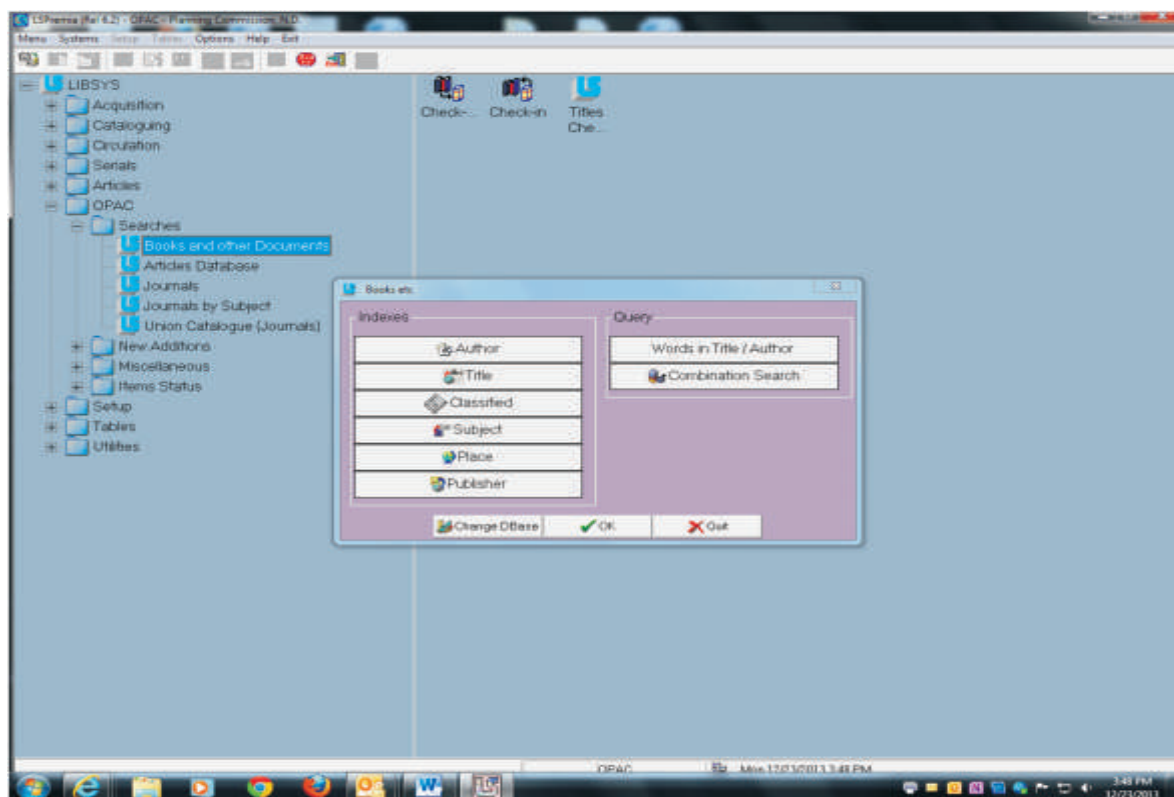 LSPremia (Rel 6.2) - OPAC - Planning Commission, N.D.
Menu Systems Setup Tables Options Help Exit
LIBSYS
Acquisition
Cataloguing
Circulation
Serials
Articles
OPAC
Searches
Books and other Documents
Articles Database
Journals
Journals by Subject
Union Catalogue (Journals)
New Additions
Miscellaneous
Items Status
Setup
Tables
Utilities
Check-...
Check-in
Titles
Che...
Books etc.
Indexes
Author
Title
Classified
Subject
Place
Publisher
Query
Words in Title / Author
Combination Search
Change DBase
OK
Quit
OPAC
Mon 12/23/2013 3:48 PM
3:48 PM
12/23/2013